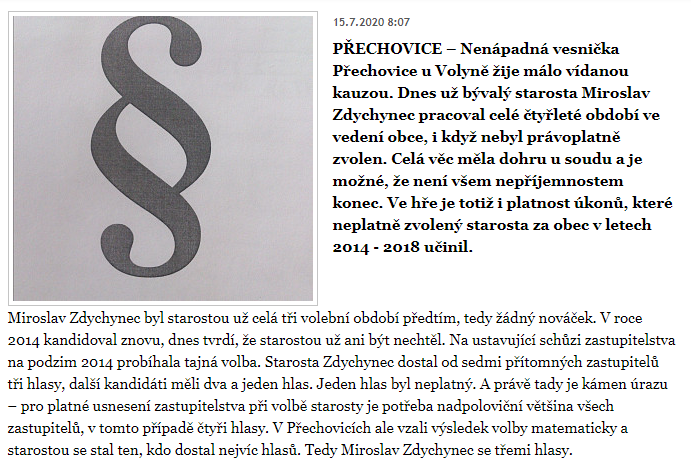 15.7.2020 8:07
PŘECHOVICE – Nenápadná vesnička
Přechovice u Volyně žije málo vídanou
kauzou. Dnes už bývalý starosta Miroslav
Zdychynec pracoval celé čtyřleté období ve
vedení obce, i když nebyl právoplatně
zvolen. Celá věc měla dohru u soudu a je
možné, že není všem nepříjemnostem
konec. Ve hře je totiž i platnost úkonů, které
neplatně zvolený starosta za obec v letech
2014 - 2018 učinil.
§
Miroslav Zdychynec byl starostou už celá tři volební období předtím, tedy žádný nováček. V roce
2014 kandidoval znovu, dnes tvrdí, že starostou už ani být nechtěl. Na ustavující schůzi zastupitelstva
na podzim 2014 probíhala tajná volba. Starosta Zdychynec dostal od sedmi přítomných zastupitelů
tři hlasy, další kandidáti měli dva a jeden hlas. Jeden hlas byl neplatný. A právě tady je kámen úrazu
– pro platné usnesení zastupitelstva při volbě starosty je potřeba nadpoloviční většina všech
zastupitelů, v tomto případě čtyři hlasy. V Přechovicích ale vzali výsledek volby matematicky a
starostou se stal ten, kdo dostal nejvíc hlasů. Tedy Miroslav Zdychynec se třemi hlasy.